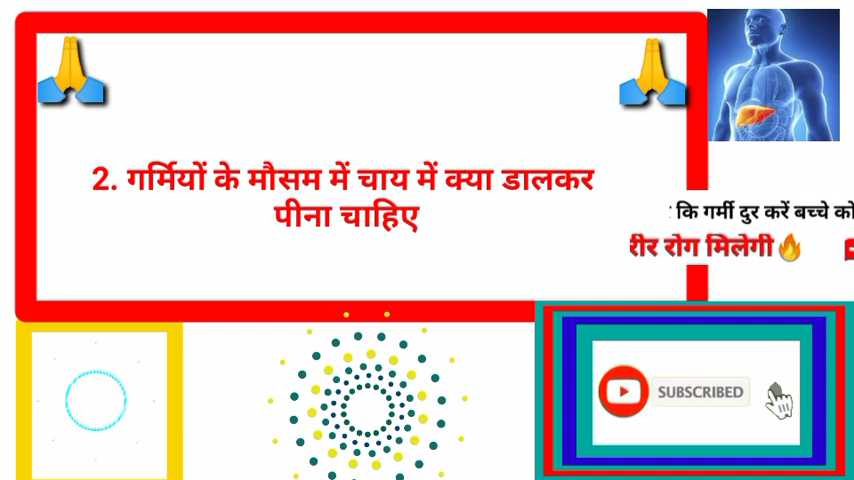 2. गर्मियों के मौसम में चाय में क्या डालकर
पीना चाहिए
कि गर्मी दुर करें बच्चे को
रोग मिलेगी
SUBSCRIBED